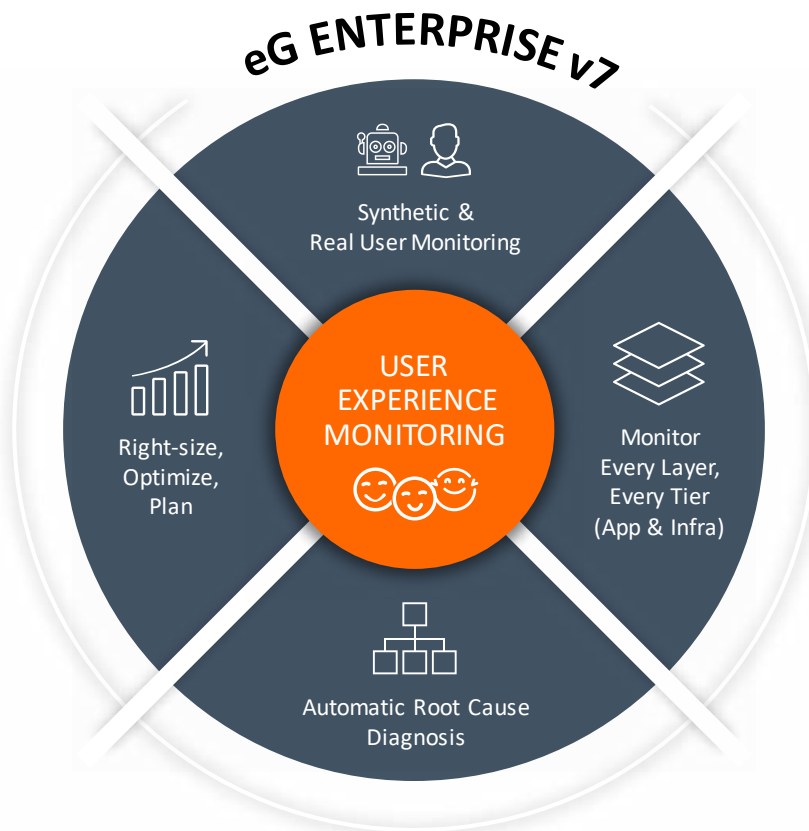 eG ENTERPRISE v7
Synthetic &
Real User Monitoring
USER
EXPERIENCE
MONITORING
Right-size,
Optimize,
Plan
Monitor
Every Layer,
Every Tier
(App & Infra)
Automatic Root Cause
Diagnosis